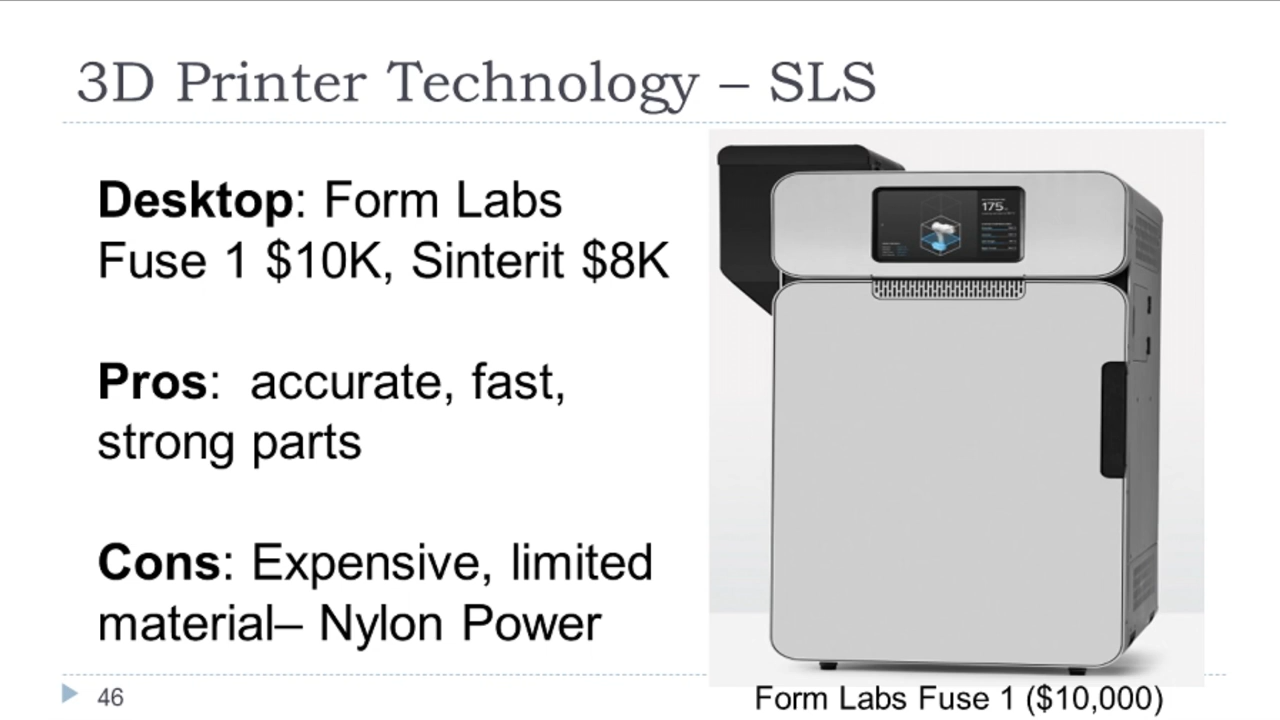 3D Printer Technology – SLS
Desktop: Form Labs
Fuse 1 $10K, Sinterit $8K
Pros:  accurate, fast,
strong parts
Cons: Expensive, limited
material– Nylon Power
175
46
Form Labs Fuse 1 ($10,000)